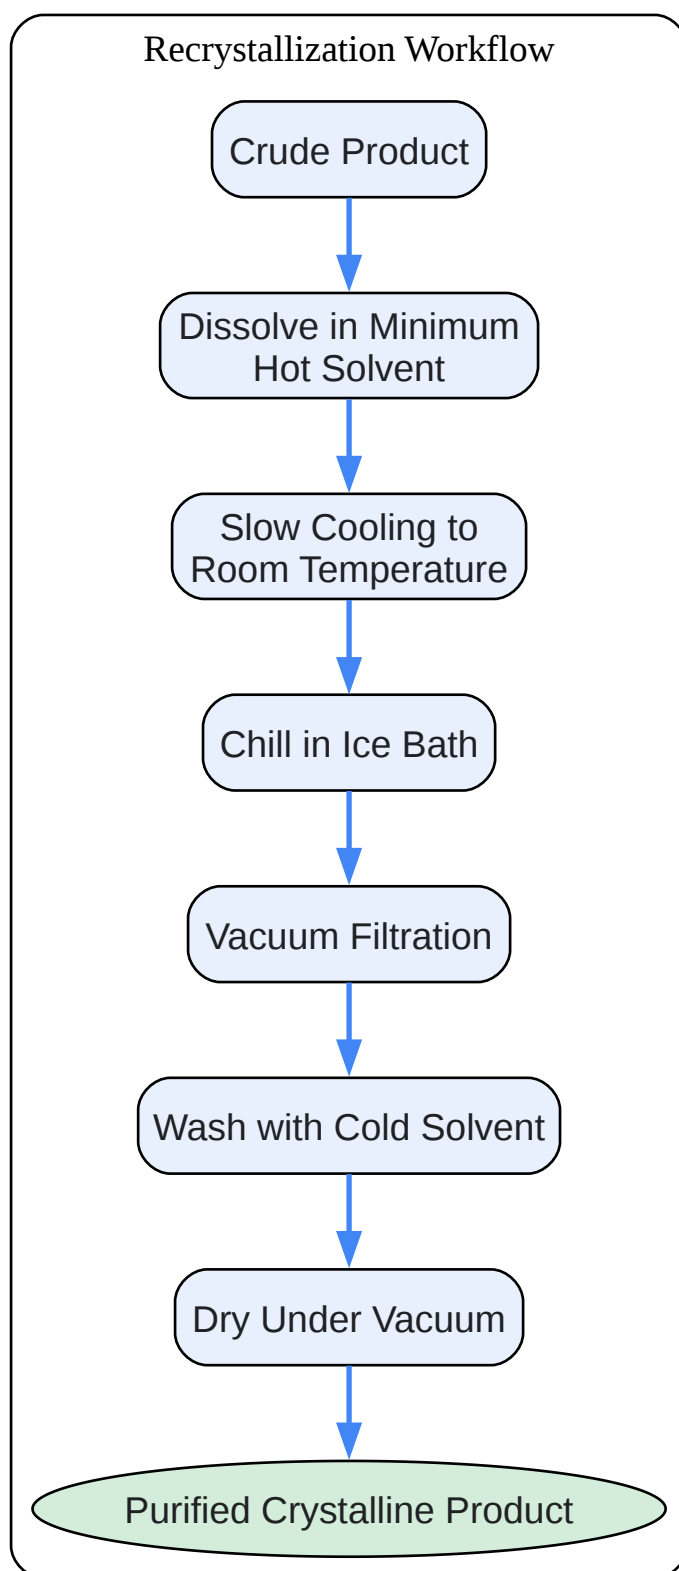 Recrystallization Workflow
Crude Product
Dissolve in Minimum
Hot Solvent
Slow Cooling to
Room Temperature
Chill in Ice Bath
Vacuum Filtration
Wash with Cold Solvent
Dry Under Vacuum
Purified Crystalline Product